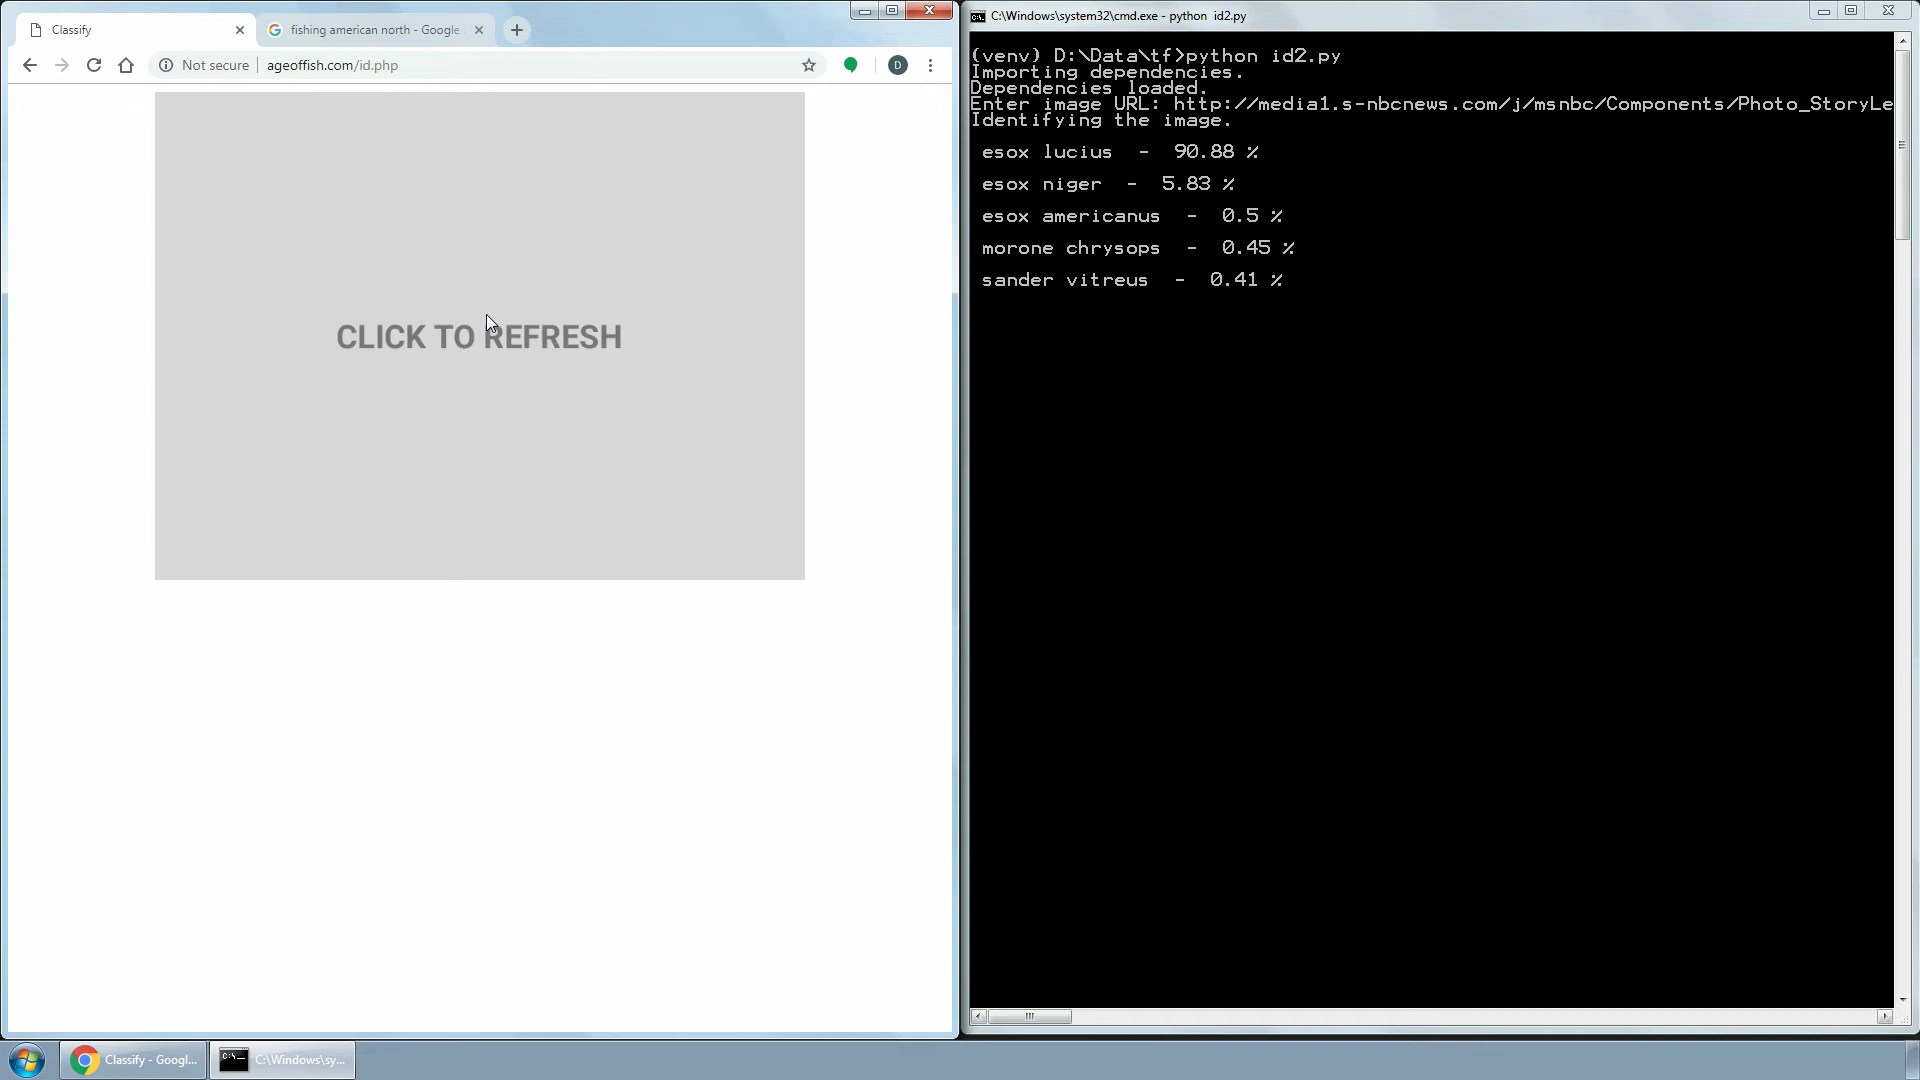 Classify
fishing american north - Google
Not secure
ageoffish.com/id.php
D
CLICK TO REFRESH
C:\Windows\system32\cmd.exe - python  id2.py
(venv) D:\Data\tf>python id2.py
Importing dependencies.
Dependencies loaded.
Enter image URL: http://media1.s-nbcnews.com/j/msnbc/Components/Photo_StoryLe
Identifying the image.
esox lucius  -  90.88 %
esox niger  -  5.83 %
esox americanus  -  0.5 %
morone chrysops  -  0.45 %
sander vitreus  -  0.41 %
Classify - Googl...
C:\Windows\sy...